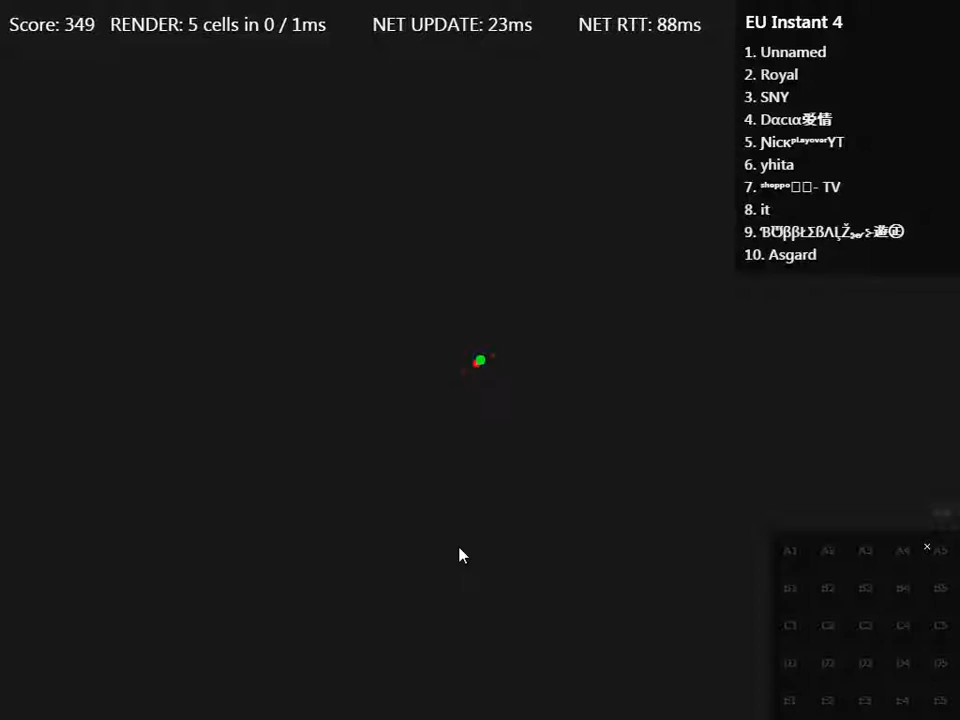 Score: 349 RENDER: 5 cells in 0 / 1ms NET UPDATE: 23ms NET RTT: 88ms
EU Instant 4
1. Unnamed
2. Royal
3. SNY
4. Dαcια爱情
5. Ɲicκᵖᴸᵃʸᵒᵛᵉʳ YT
6. yhita
7. ˢʰᵒᵖᵖᵒ - TV
8. it
9.
10. Asgard
A1 A2 A3 A4 × A5
B1 B2 B3 B4 B5
C1 C2 C3 C4 C5
D1 D2 D3 D4 D5
E1 E2 E3 E4 E5